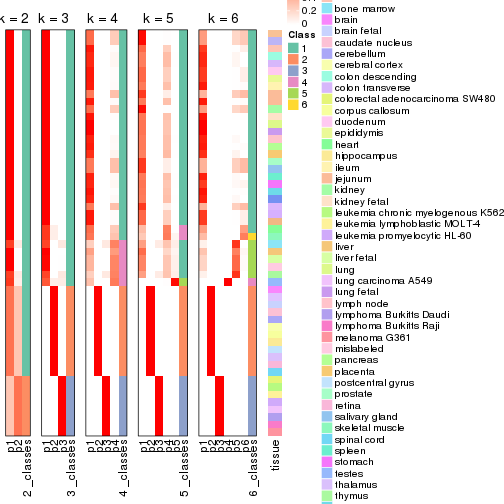 k = 2
k = 3
k = 4
k = 5
k = 6
0.2
0
Class
1
2
3
4
5
6
p1
p2
2_classes
p1
p2
p3
3_classes
p1
p2
p3
p4
4_classes
p1
p2
p3
p4
p5
5_classes
p1
p2
p3
p4
p5
p6
6_classes
tissue
bone marrow
brain
brain fetal
caudate nucleus
cerebellum
cerebral cortex
colon descending
colon transverse
colorectal adenocarcinoma SW480
corpus callosum
duodenum
epididymis
heart
hippocampus
ileum
jejunum
kidney
kidney fetal
leukemia chronic myelogenous K562
leukemia lymphoblastic MOLT-4
leukemia promyelocytic HL-60
liver
liver fetal
lung
lung carcinoma A549
lung fetal
lymph node
lymphoma Burkitts Daudi
lymphoma Burkitts Raji
melanoma G361
mislabeled
pancreas
placenta
postcentral gyrus
prostate
retina
salivary gland
skeletal muscle
spinal cord
spleen
stomach
testes
thalamus
thymus